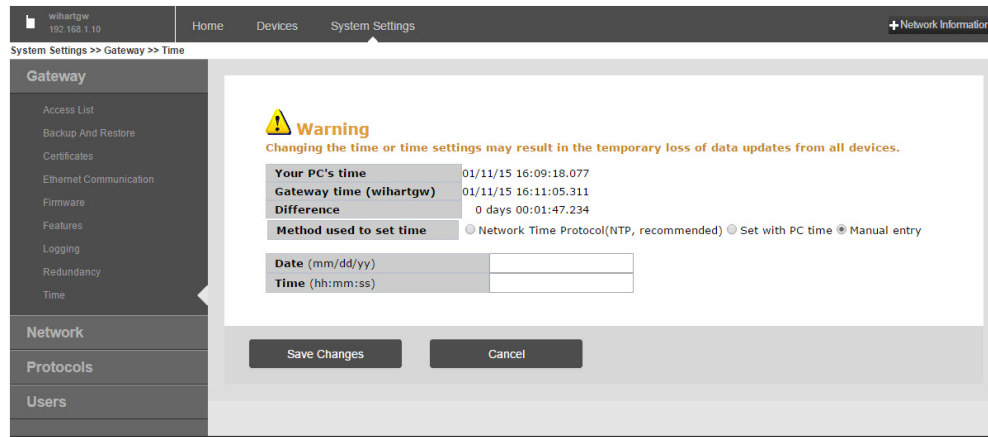 wihartgw
192.168.1.10
Home Devices System Settings
Network Information
System Settings >> Gateway >> Time
Gateway
Access List
Backup And Restore
Certificates
Ethernet Communication
Firmware
Features
Logging
Redundancy
Time
Network
Protocols
Users
Warning
Changing the time or time settings may result in the temporary loss of data updates from all devices.
Your PC's time 01/11/15 16:09:18.077
Gateway time (wihartgw) 01/11/15 16:11:05.311
Difference 0 days 00:01:47.234
Method used to set time Network Time Protocol(NTP, recommended) Set with PC time Manual entry
Date (mm/dd/yy)
Time (hh:mm:ss)
Save Changes Cancel